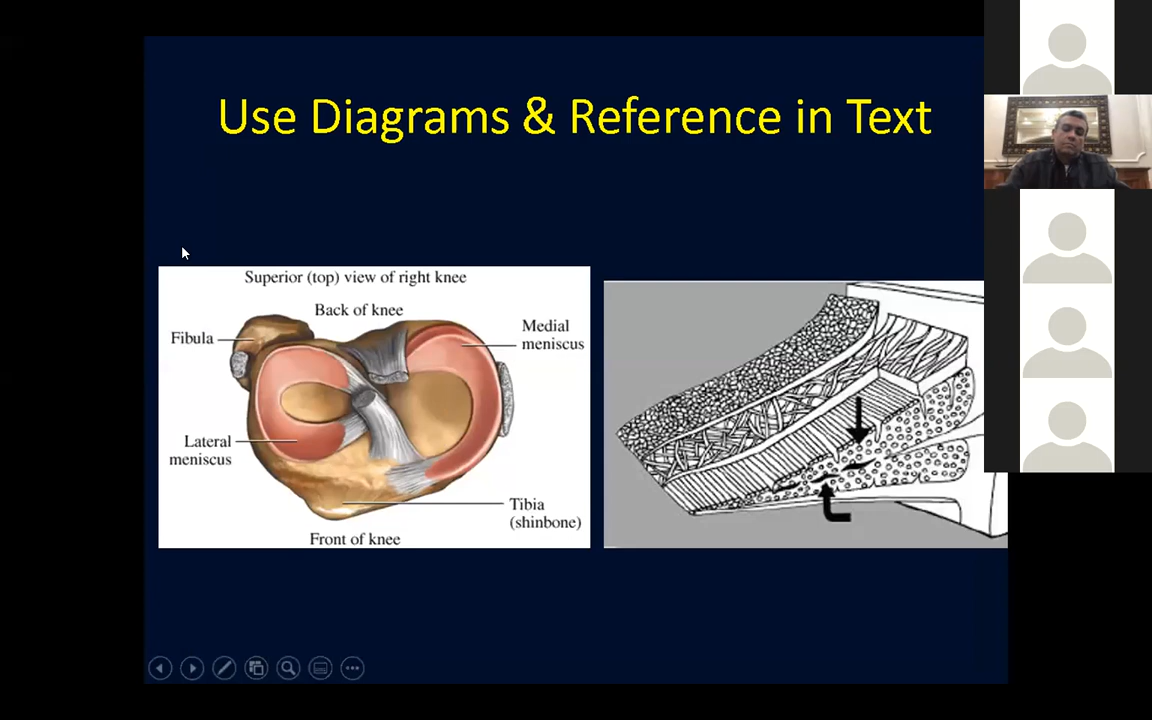 Use Diagrams & Reference in Text
Superior (top) view of right knee
Back of knee
Fibula
Medial
meniscus
Lateral
meniscus
Tibia
(shinbone)
Front of knee